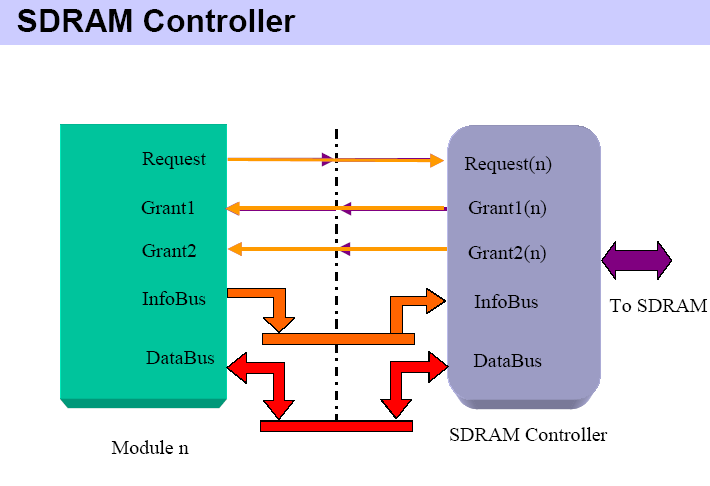 SDRAM Controller
Request
Request(n)
Grant1
Grant1(n)
Grant2
Grant2(n)
InfoBus
InfoBus
To SDRAM
DataBus
DataBus
Module n
SDRAM Controller